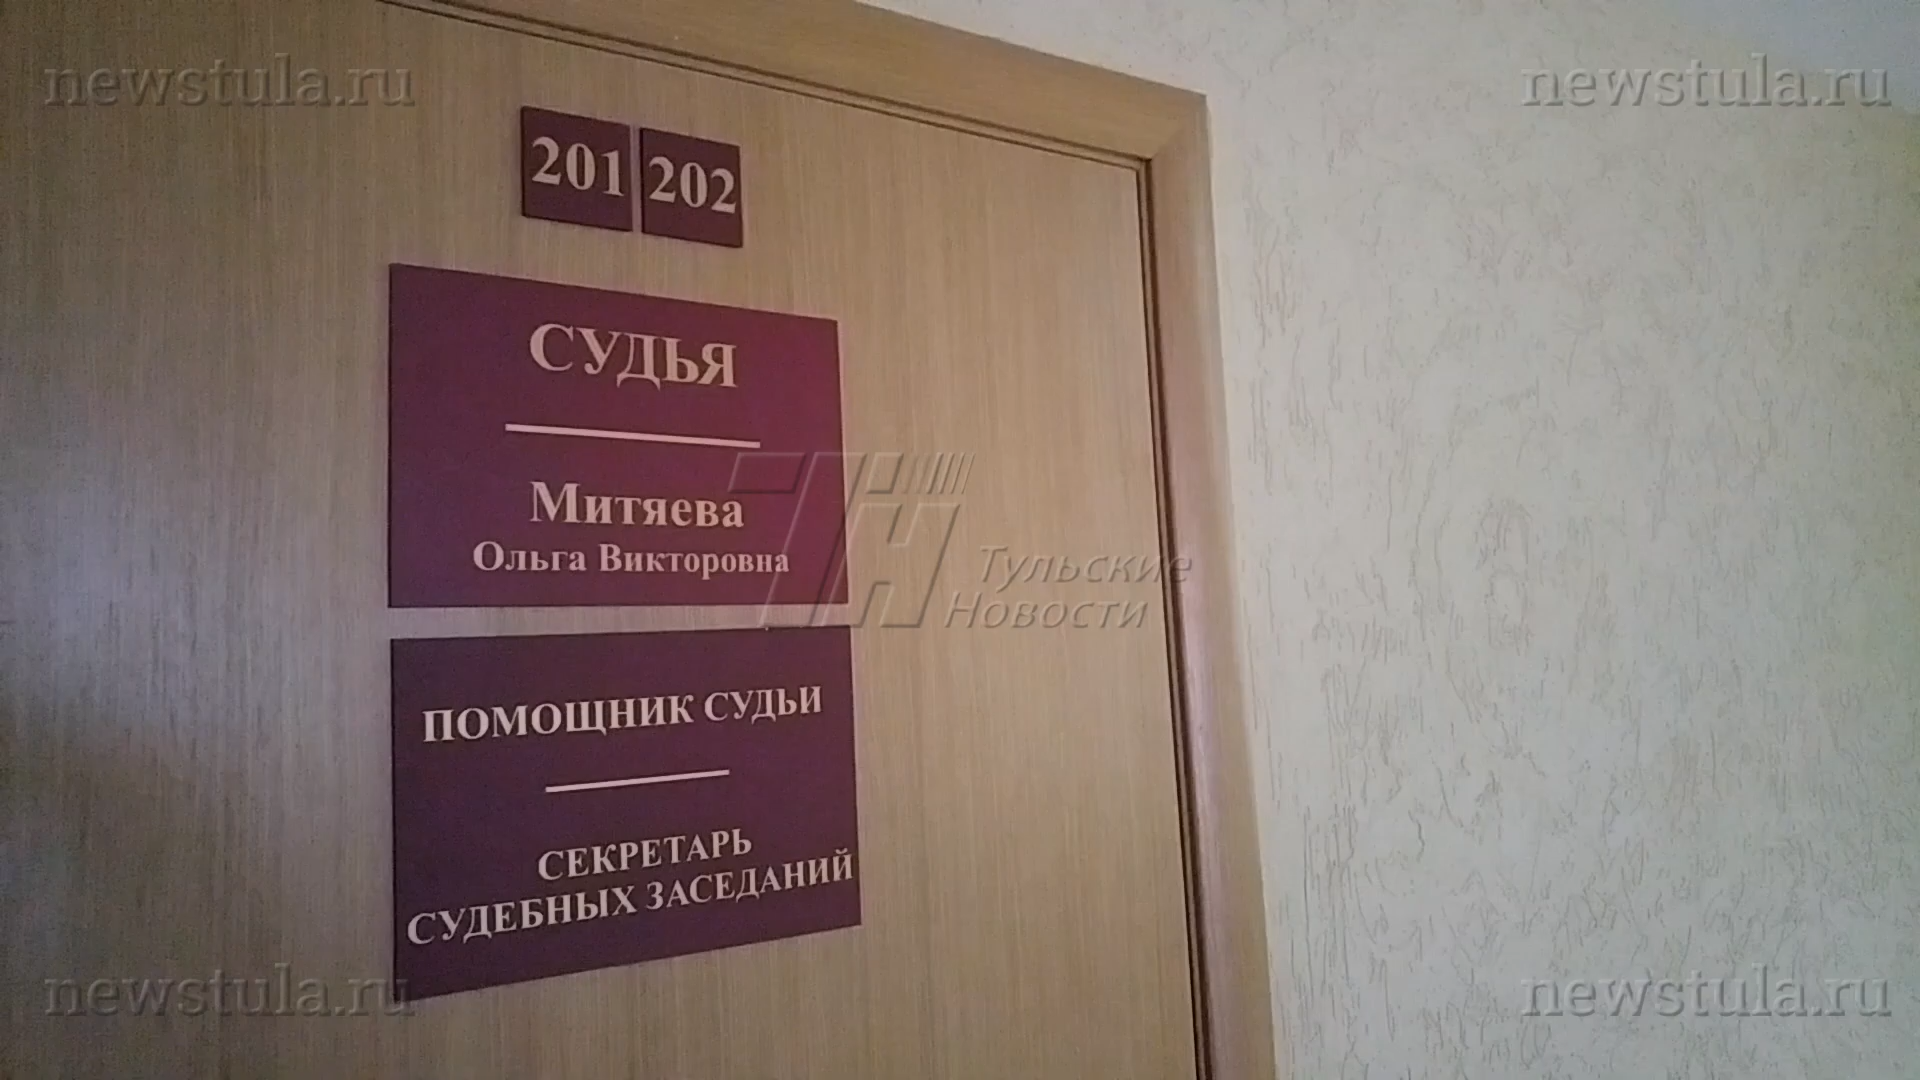 newstula.ru
newstula.ru
201 202
СУДЬЯ
Митяева
Ольга Викторовна
Тульские
Новости
ПОМОЩНИК СУДЬИ
СЕКРЕТАРЬ
СУДЕБНЫХ ЗАСЕДАНИЙ
newstula.ru
newstula.ru